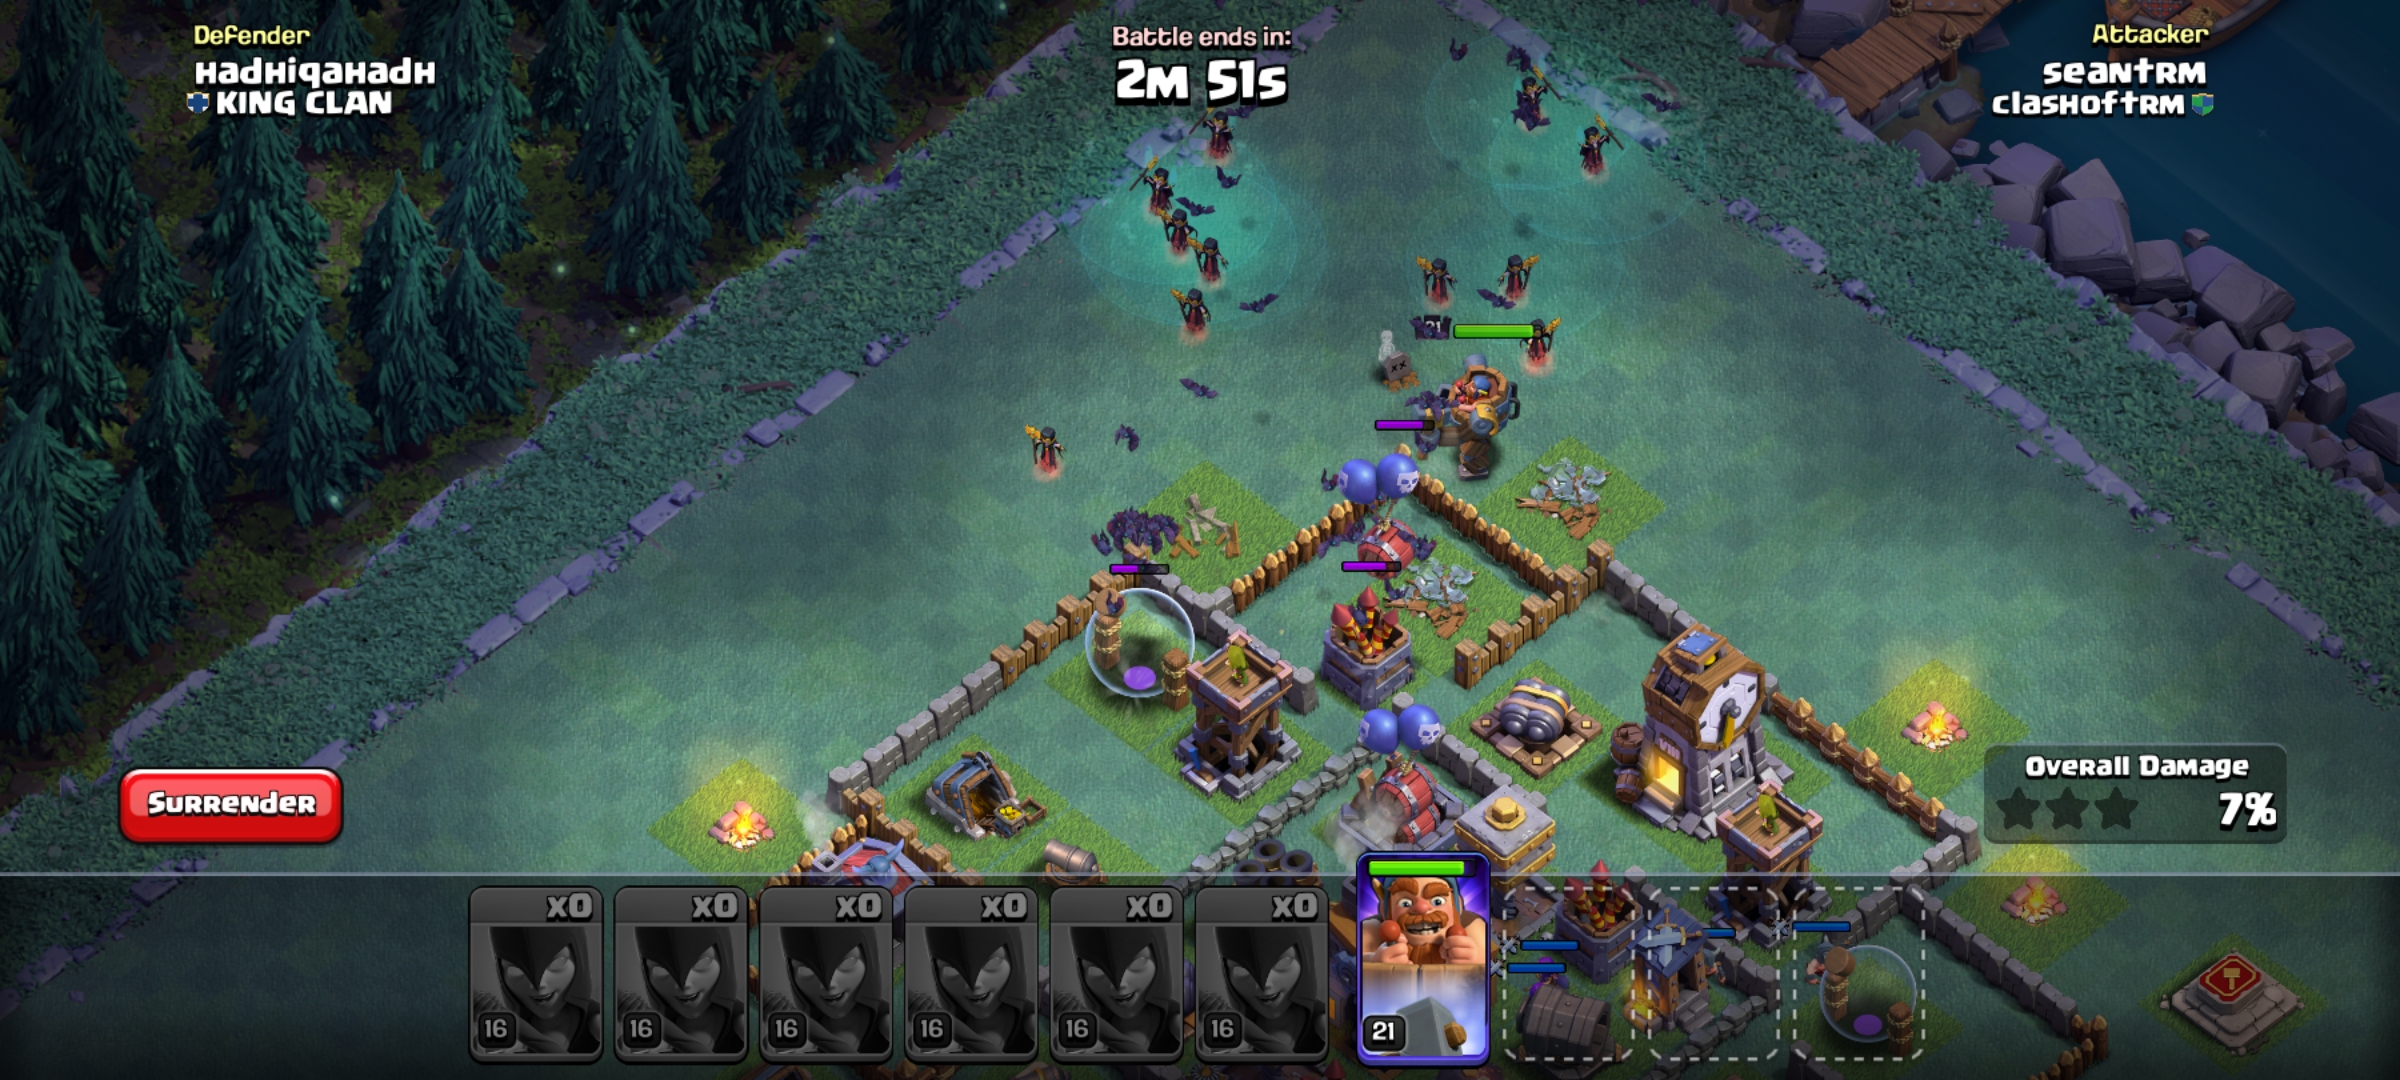 Defender
HadHiqaHadH
KING CLAN
Battle ends in:
2M 51s
Attacker
seantRM
clasHoftRM
21
Surrender
Overall Damage
7%
x0
x0
x0
x0
x0
x0
16
16
16
16
16
16
21